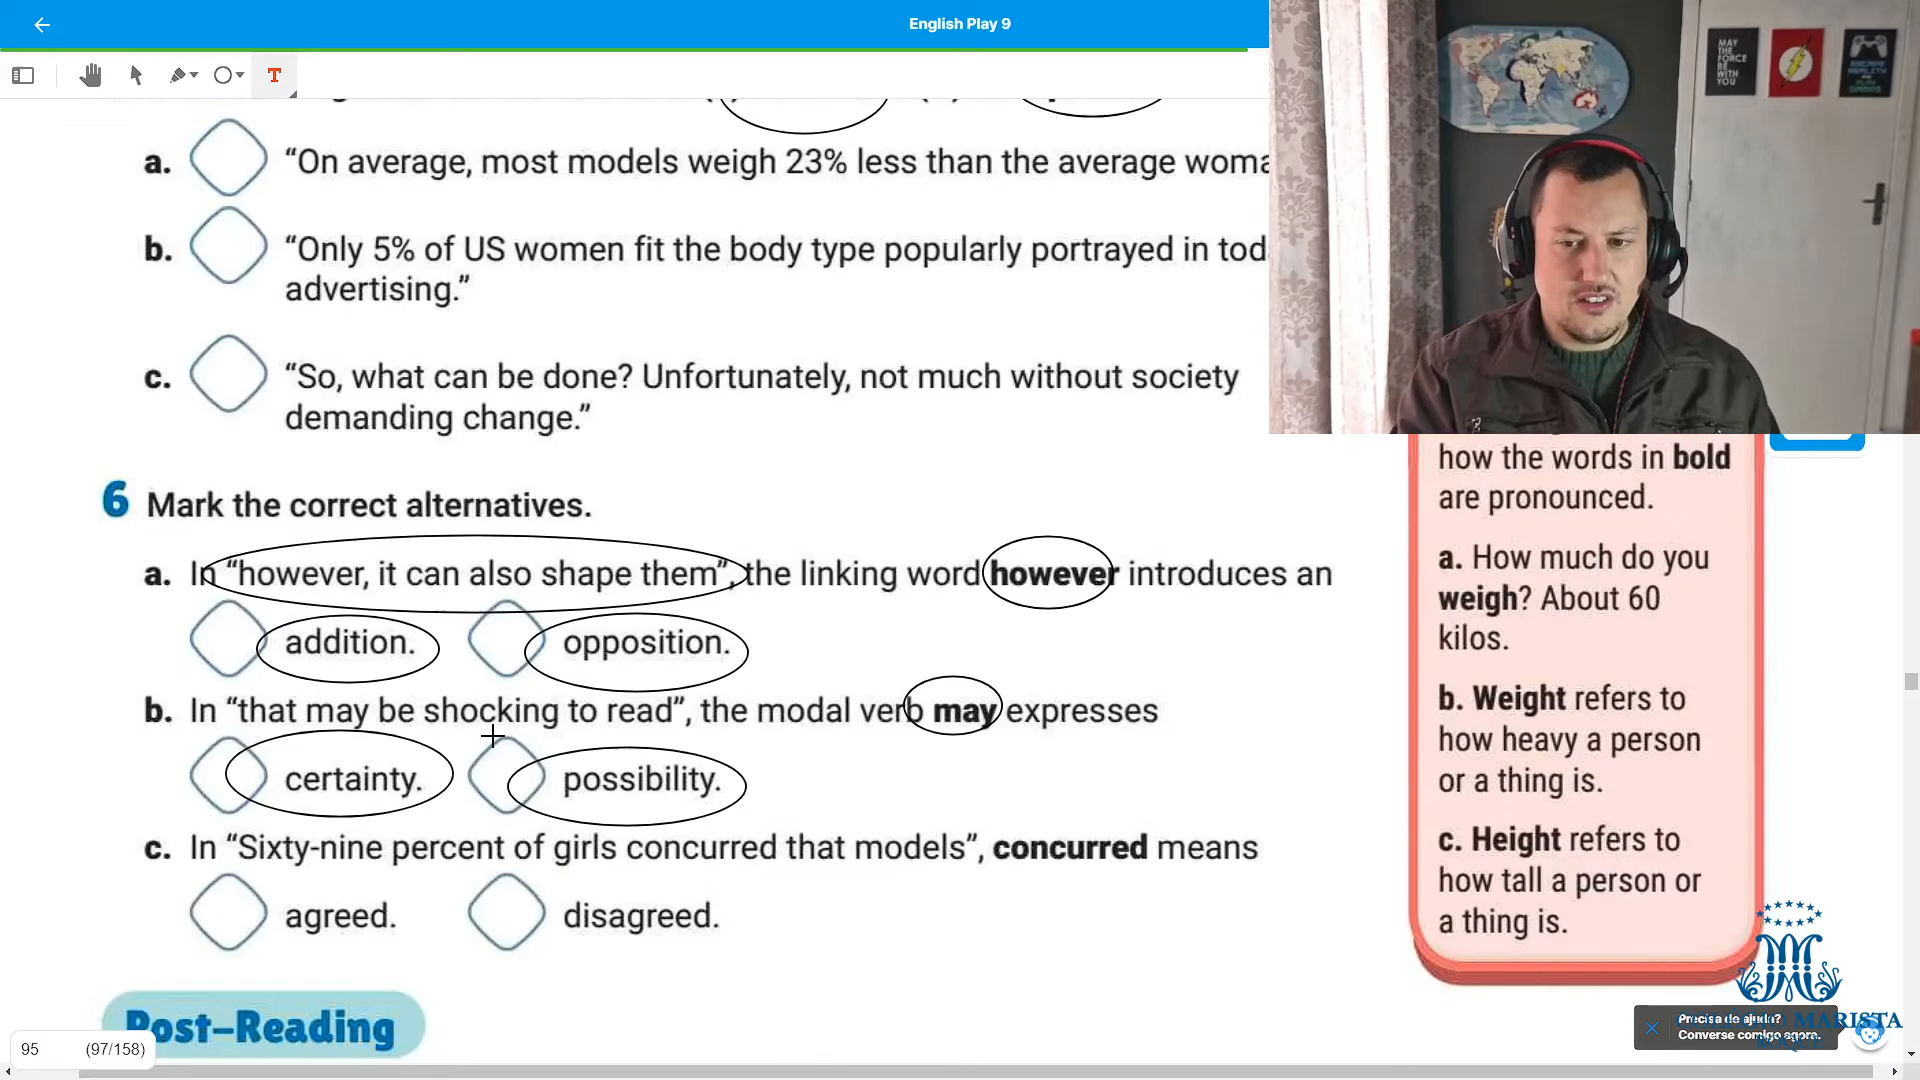 English Play 9
MAY
THE
FORCE
BE
WITH
YOU
T
a.
"On average, most models weigh 23% less than the average woma
b.
"Only 5% of US women fit the body type popularly portrayed in tod
advertising."
c.
"So, what can be done? Unfortunately, not much without society
demanding change."
6 Mark the correct alternatives.
a. In "however, it can also shape them", the linking word however introduces an
addition. opposition.
b. In "that may be shocking to read", the modal verb may expresses
certainty. possibility.
c. In "Sixty-nine percent of girls concurred that models", concurred means
agreed. disagreed.
Post-Reading
how the words in bold
are pronounced.
a. How much do you
weigh? About 60
kilos.
b. Weight refers to
how heavy a person
or a thing is.
c. Height refers to
how tall a person or
a thing is.
95 (97/158)
Precisa de ajuda?
Converse comigo agora.
MARISTA